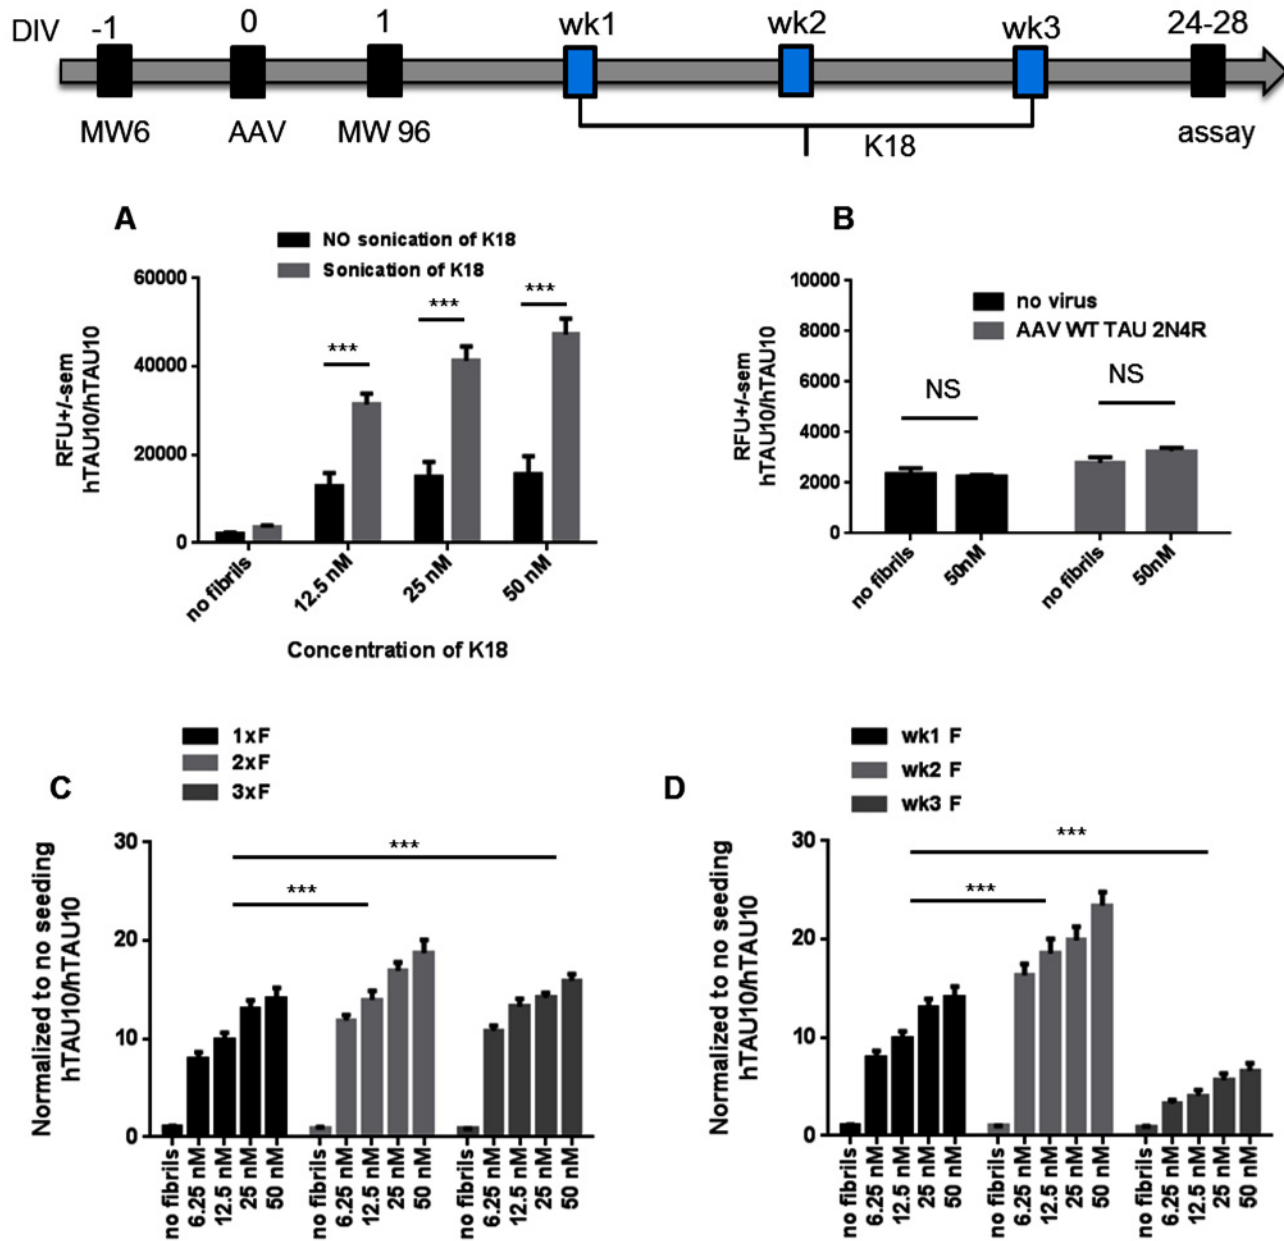 DIV -1 0 1 wk1 wk2 wk3 24-28
MW6 AAV MW 96 K18 assay
A
NO sonication of K18
Sonication of K18
RFU+/-sem
hTAU10/hTAU10
60000
40000
20000
0
***
***
***
no fibrils 12.5 nM 25 nM 50 nM
Concentration of K18
B
no virus
AAV WT TAU 2N4R
RFU+/-sem
hTAU10/hTAU10
10000
8000
6000
4000
2000
0
NS
NS
no fibrils 50nM no fibrils 50nM
C
1xF
2xF
3xF
Normalized to no seeding
hTAU10/hTAU10
30
20
10
0
***
***
no fibrils 6.25 nM 12.5 nM 25 nM 50 nM no fibrils 6.25 nM 12.5 nM 25 nM 50 nM no fibrils 6.25 nM 12.5 nM 25 nM 50 nM
D
wk1 F
wk2 F
wk3 F
Normalized to no seeding
hTAU10/hTAU10
30
20
10
0
***
***
no fibrils 6.25 nM 12.5 nM 25 nM 50 nM no fibrils 6.25 nM 12.5 nM 25 nM 50 nM no fibrils 6.25 nM 12.5 nM 25 nM 50 nM